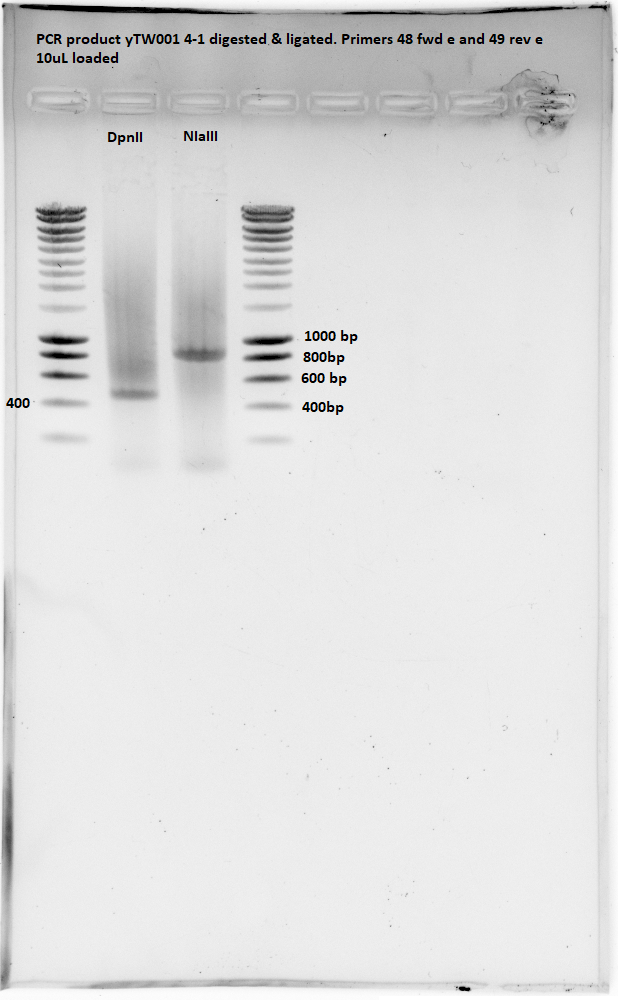 PCR product yTW001 4-1 digested & ligated. Primers 48 fwd e and 49 rev e
10uL loaded
DpnII NlaIII
1000 bp
800bp
600 bp
400 400bp